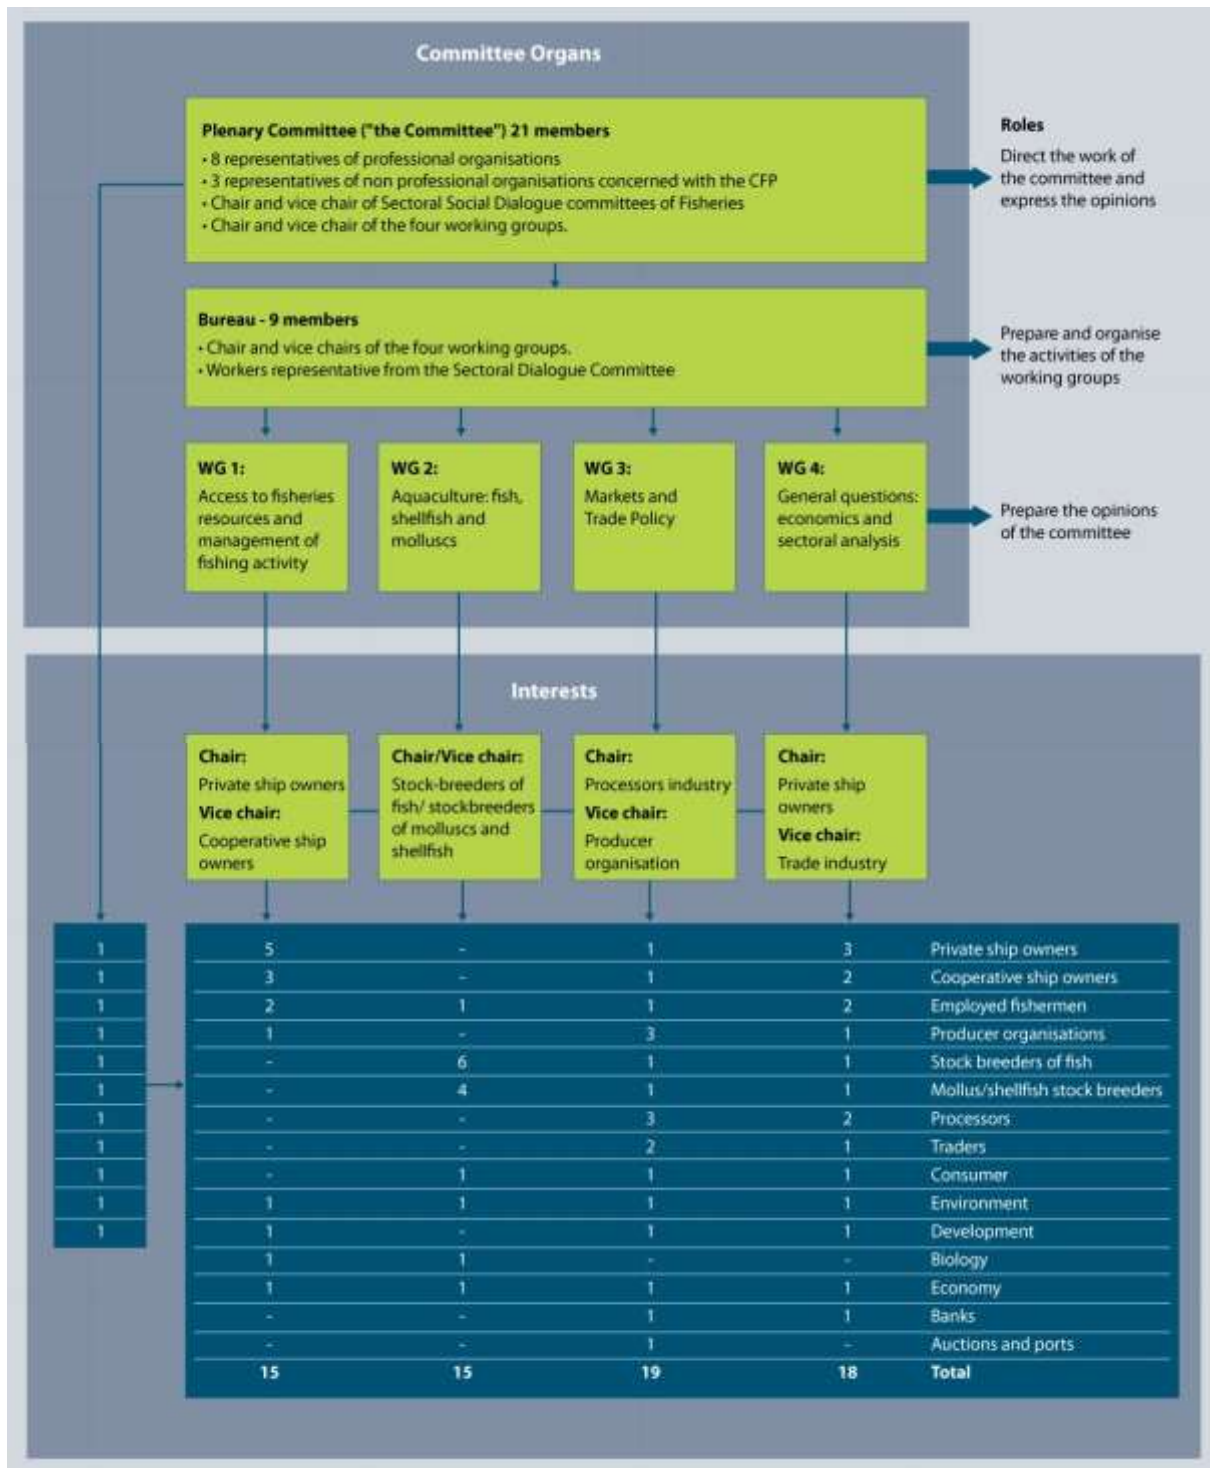 Committee Organs
Plenary Committee ("the Committee") 21 members
• 8 representatives of professional organisations
• 3 representatives of non professional organisations concerned with the CFP
• Chair and vice chair of Sectoral Social Dialogue committees of Fisheries
• Chair and vice chair of the four working groups.
Roles
Direct the work of
the committee and
express the opinions
Bureau - 9 members
• Chair and vice chairs of the four working groups.
• Workers representative from the Sectoral Dialogue Committee
Prepare and organise
the activities of the
working groups
WG 1:
Access to fisheries
resources and
management of
fishing activity
WG 2:
Aquaculture: fish,
shellfish and
molluscs
WG 3:
Markets and
Trade Policy
WG 4:
General questions:
economics and
sectoral analysis
Prepare the opinions
of the committee
Interests
Chair:
Private ship owners
Vice chair:
Cooperative ship
owners
Chair/Vice chair:
Stock-breeders of
fish/ stockbreeders
of molluscs and
shellfish
Chair:
Processors industry
Vice chair:
Producer
organisation
Chair:
Private ship
owners
Vice chair:
Trade industry
1 5 - 1 3 Private ship owners
1 3 - 1 2 Cooperative ship owners
1 2 1 1 2 Employed fishermen
1 1 - 3 1 Producer organisations
1 - 6 1 1 Stock breeders of fish
1 - 4 1 1 Mollus/shellfish stock breeders
1 - - 3 2 Processors
1 - - 2 1 Traders
1 - 1 1 1 Consumer
1 1 1 1 1 Environment
1 1 - 1 1 Development
1 1 - - Biology
1 1 1 1 Economy
- - 1 1 Banks
- - 1 - Auctions and ports
15 15 19 18 Total